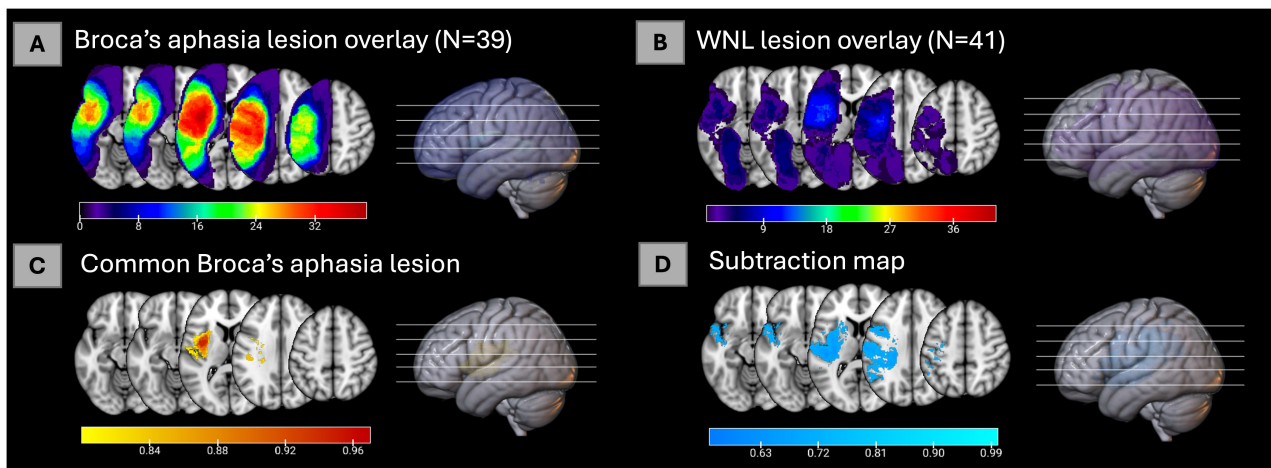 A Broca's aphasia lesion overlay (N=39)
0 8 16 24 32
B WNL lesion overlay (N=41)
9 18 27 36
C Common Broca's aphasia lesion
0.84 0.88 0.92 0.96
D Subtraction map
0.63 0.72 0.81 0.90 0.99